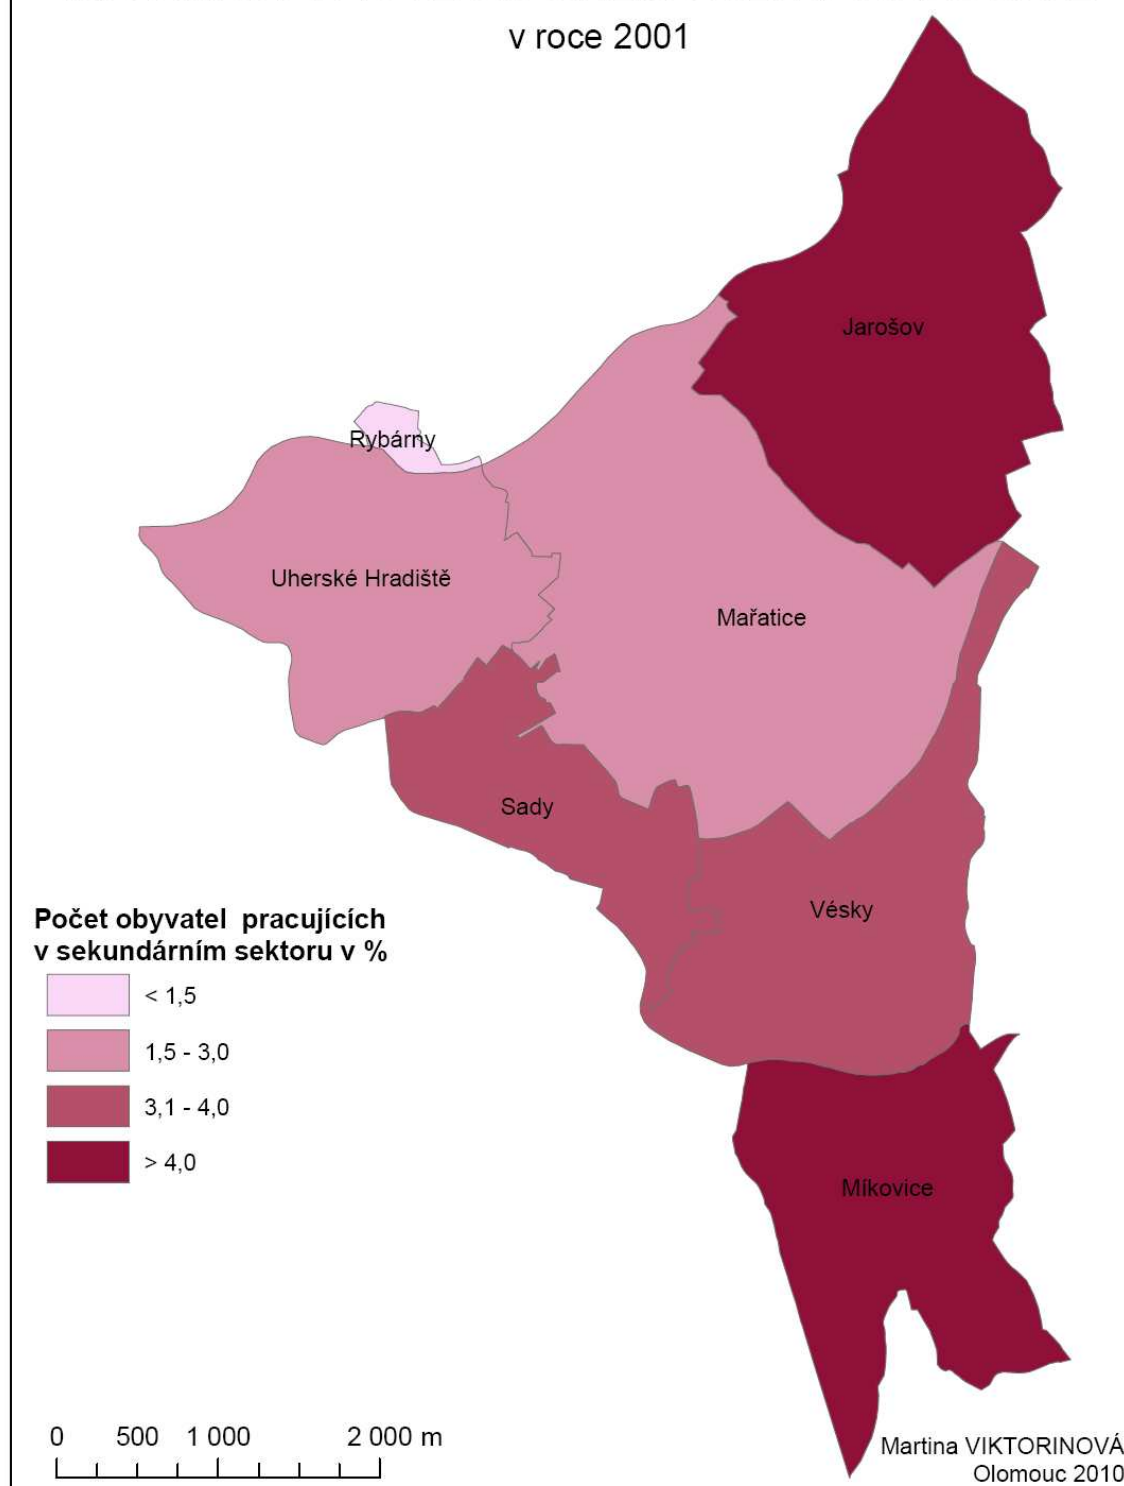 v roce 2001
Jarošov
Rybárny
Uherské Hradiště
Mařatice
Sady
Vésky
Počet obyvatel pracujících
v sekundárním sektoru v %
< 1,5
1,5 - 3,0
3,1 - 4,0
> 4,0
Míkovice
0 500 1 000 2 000 m
Martina VIKTORINOVÁ
Olomouc 2010